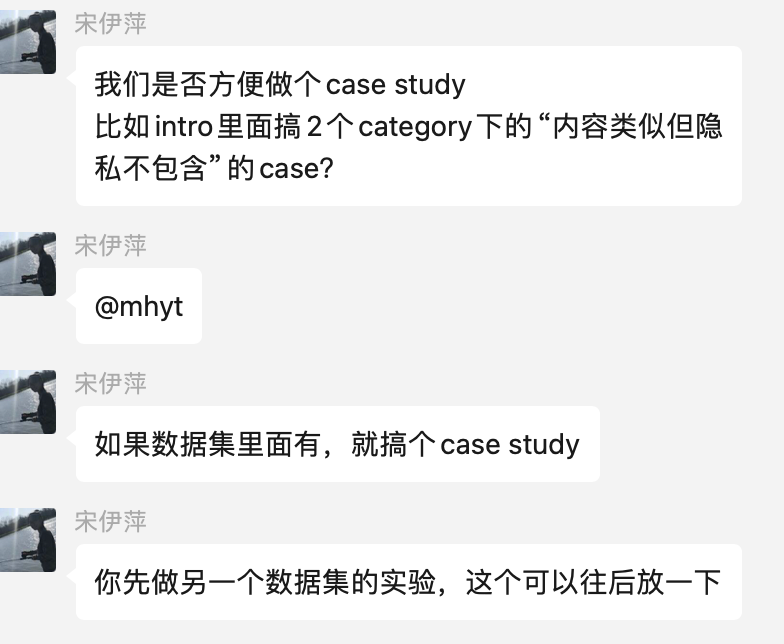 宋伊萍
我们是否方便做个case study
比如intro里面搞2个category下的“内容类似但隐
私不包含”的case?
宋伊萍
@mhyt
宋伊萍
如果数据集里面有，就搞个case study
宋伊萍
你先做另一个数据集的实验，这个可以往后放一下